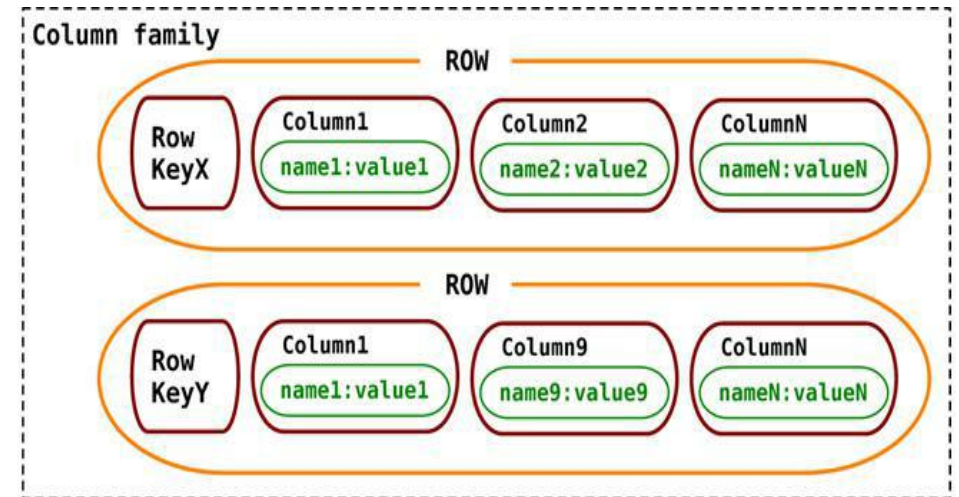 Column family
ROW
Row
KeyX
Column1
name1:value1
Column2
name2:value2
ColumnN
nameN:valueN
ROW
Row
KeyY
Column1
name1:value1
Column9
name9:value9
ColumnN
nameN:valueN